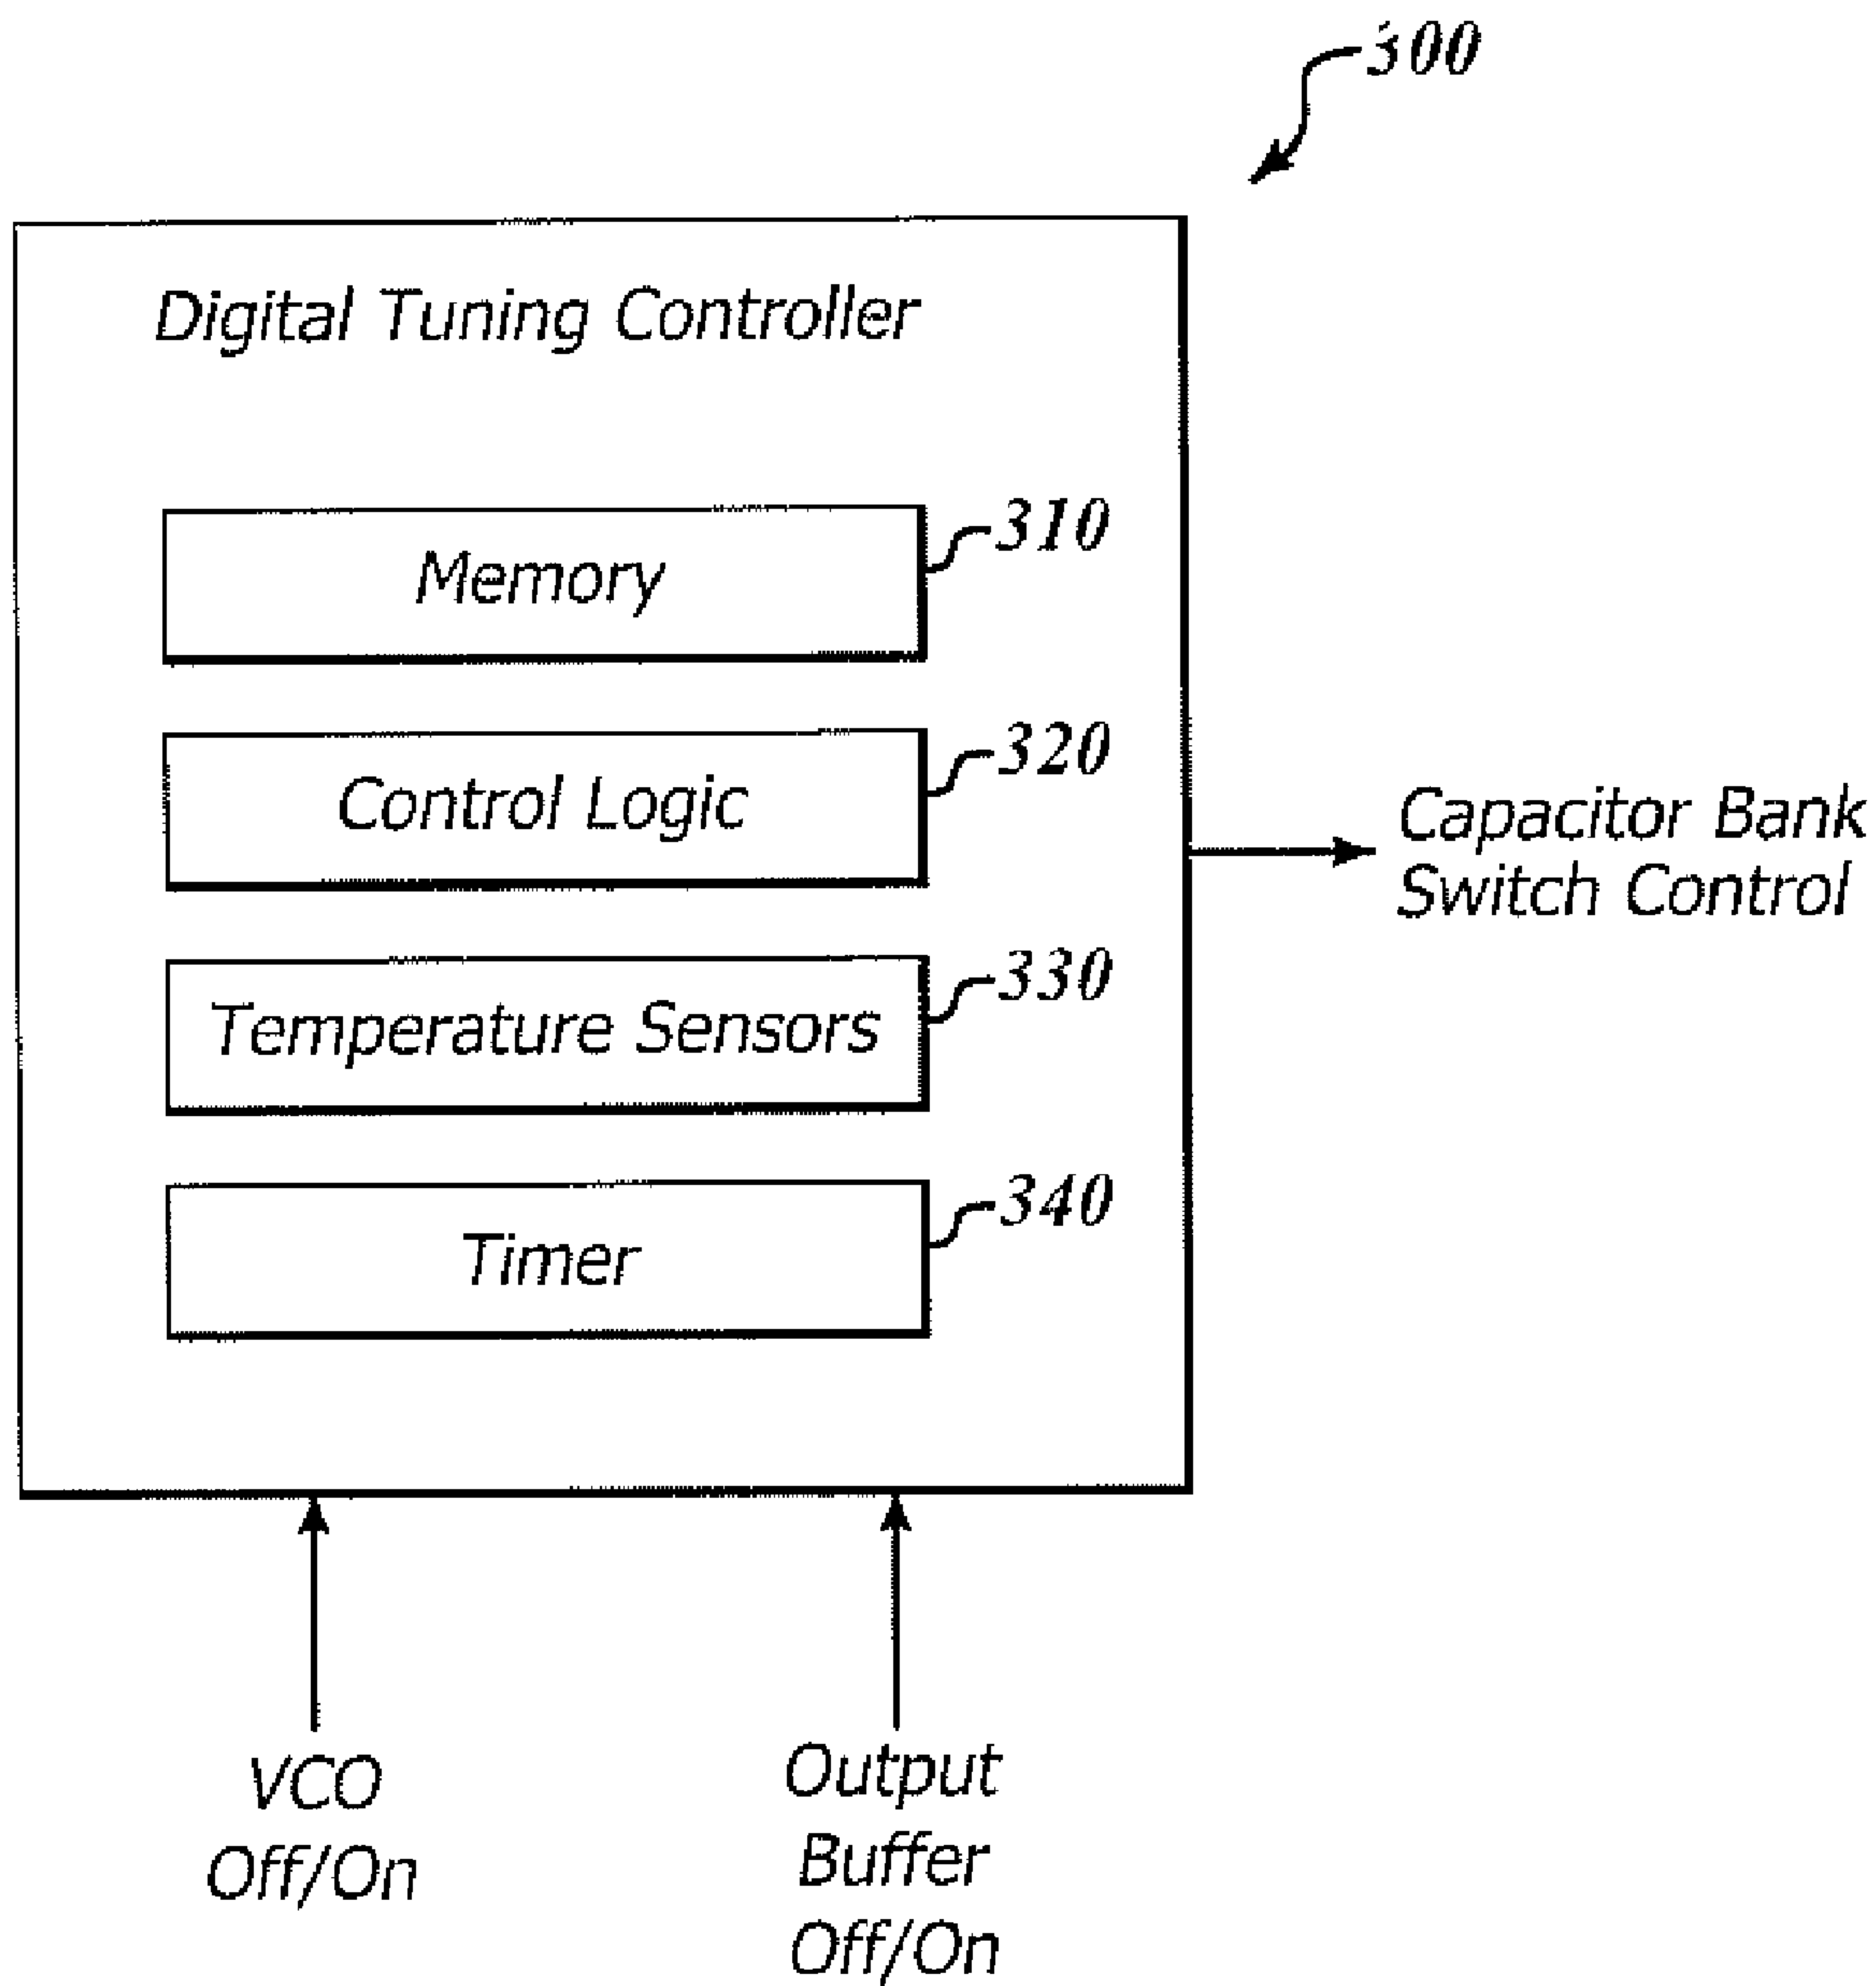 300
Digital Tuning Controller
Memory
310
Control Logic
320
Temperature Sensors
330
Timer
340
Capacitor Bank
Switch Control
VCO
Off/On
Output
Buffer
Off/On